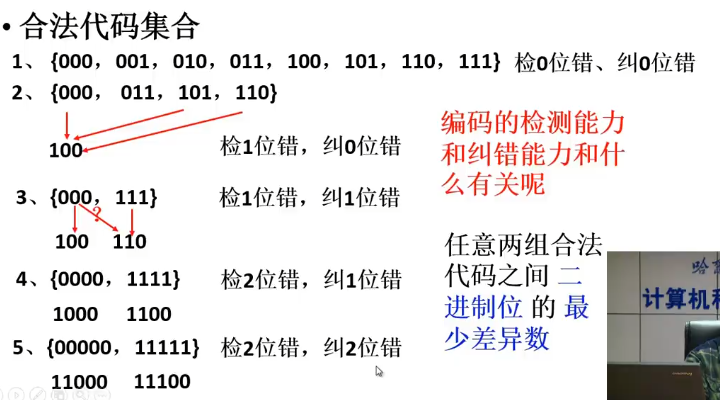 • 合法代码集合
1、 {000， 001， 010， 011， 100， 101， 110， 111} 检0位错、纠0位错
2、 {000， 011， 101， 110}
100 检1位错，纠0位错
3、{000， 111} 检1位错，纠1位错
?
100 110
4、{0000， 1111} 检2位错，纠1位错
1000 1100
5、{00000， 11111} 检2位错，纠2位错
11000 11100
编码的检测能力
和纠错能力和什
么有关呢
任意两组合法
代码之间 二
进制位 的 最
少差异数
计算机科